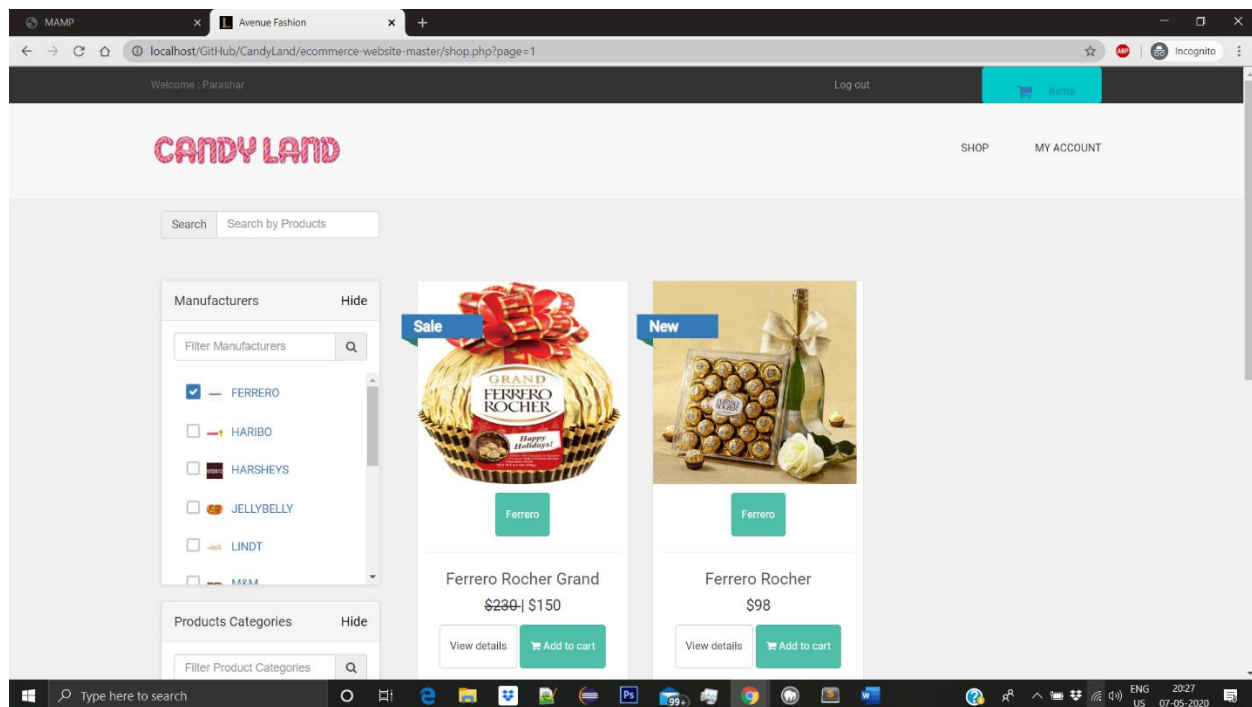 MAMP
Avenue Fashion
localhost/GitHub/CandyLand/ecommerce-website-master/shop.php?page=1
ABP
Incognito
Welcome : Parashar
Log out
items
CANDY LAND
SHOP
MY ACCOUNT
Search
Search by Products
Manufacturers
Hide
Filter Manufacturers
FERRERO
HARIBO
HARSHEYS
JELLYBELLY
LINDT
M&M
Products Categories
Hide
Filter Product Categories
Sale
GRAND
FERRERO
ROCHER
Happy
Holidays!
Ferrero
Ferrero Rocher Grand
$230 | $150
View details
Add to cart
New
Ferrero
Ferrero Rocher
$98
View details
Add to cart
Type here to search
Ps
99+
ENG
US
20:27
07-05-2020